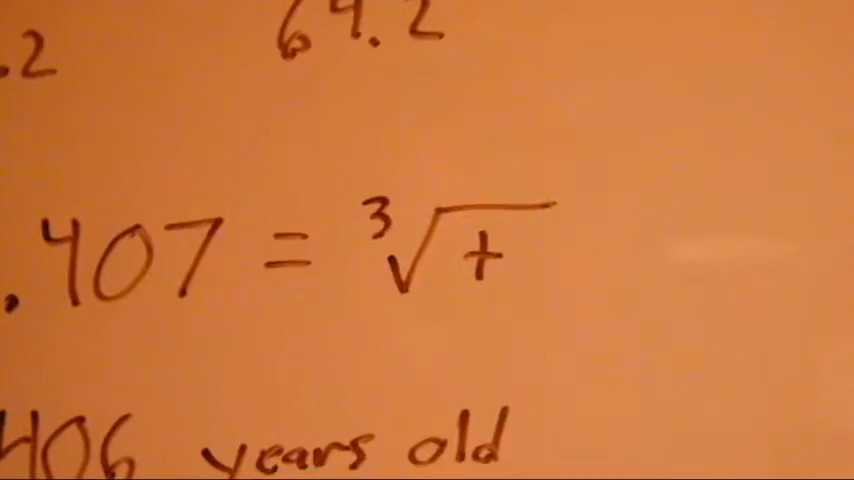 .2 64.2
.407 = ³√t
406 years old